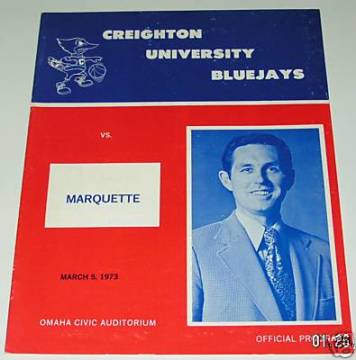 CREIGHTON
UNIVERSITY
BLUEJAYS
VS.
MARQUETTE
MARCH 5, 1973
OMAHA CIVIC AUDITORIUM
OFFICIAL PROGRAM